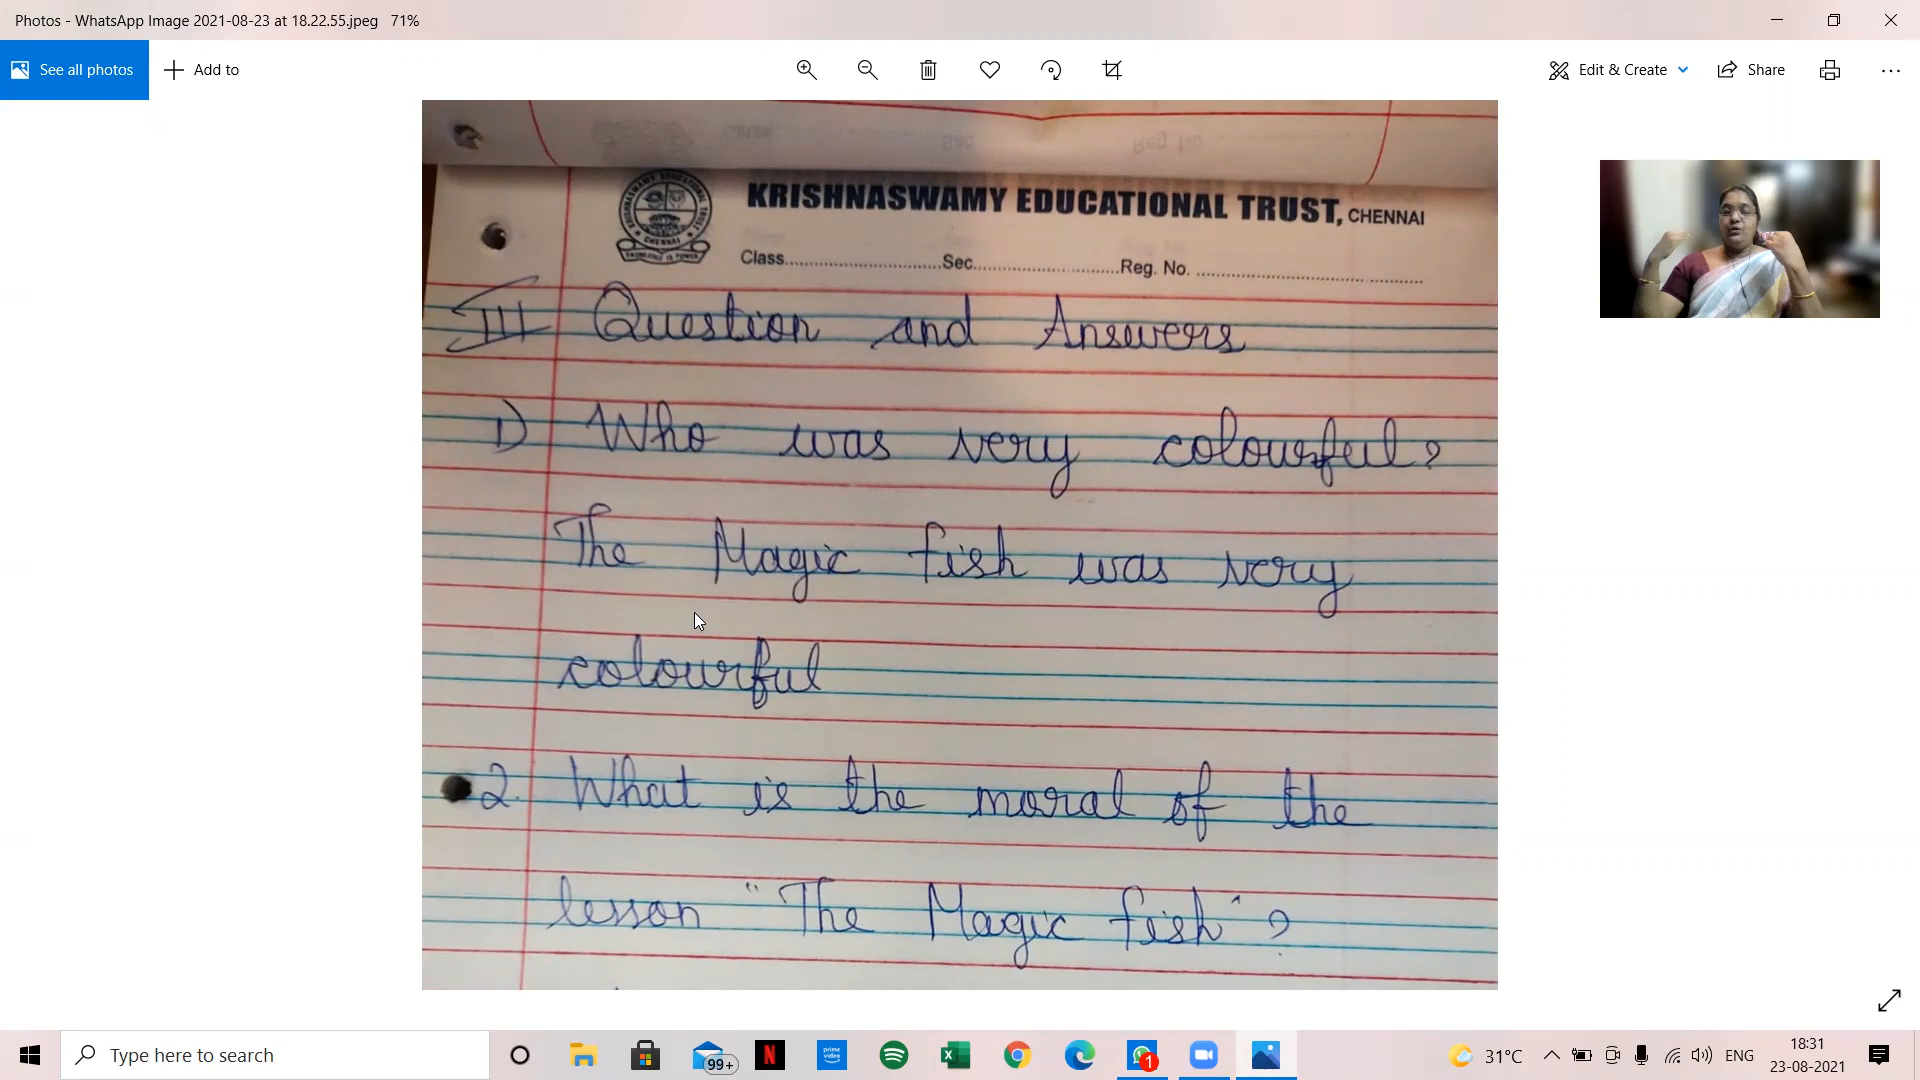 Photos - WhatsApp Image 2021-08-23 at 18.22.55.jpeg 71%
See all photos
Add to
Edit & Create
Share
KRISHNASWAMY EDUCATIONAL TRUST, CHENNAI
Class Sec Reg. No.
III Question and Answers
1) Who was very colourful?
The Magic fish was very
colourful
2. What is the moral of the
lesson "The Magic fish"?
Type here to search
99+
prime video
1
31°C
ENG
18:31
23-08-2021